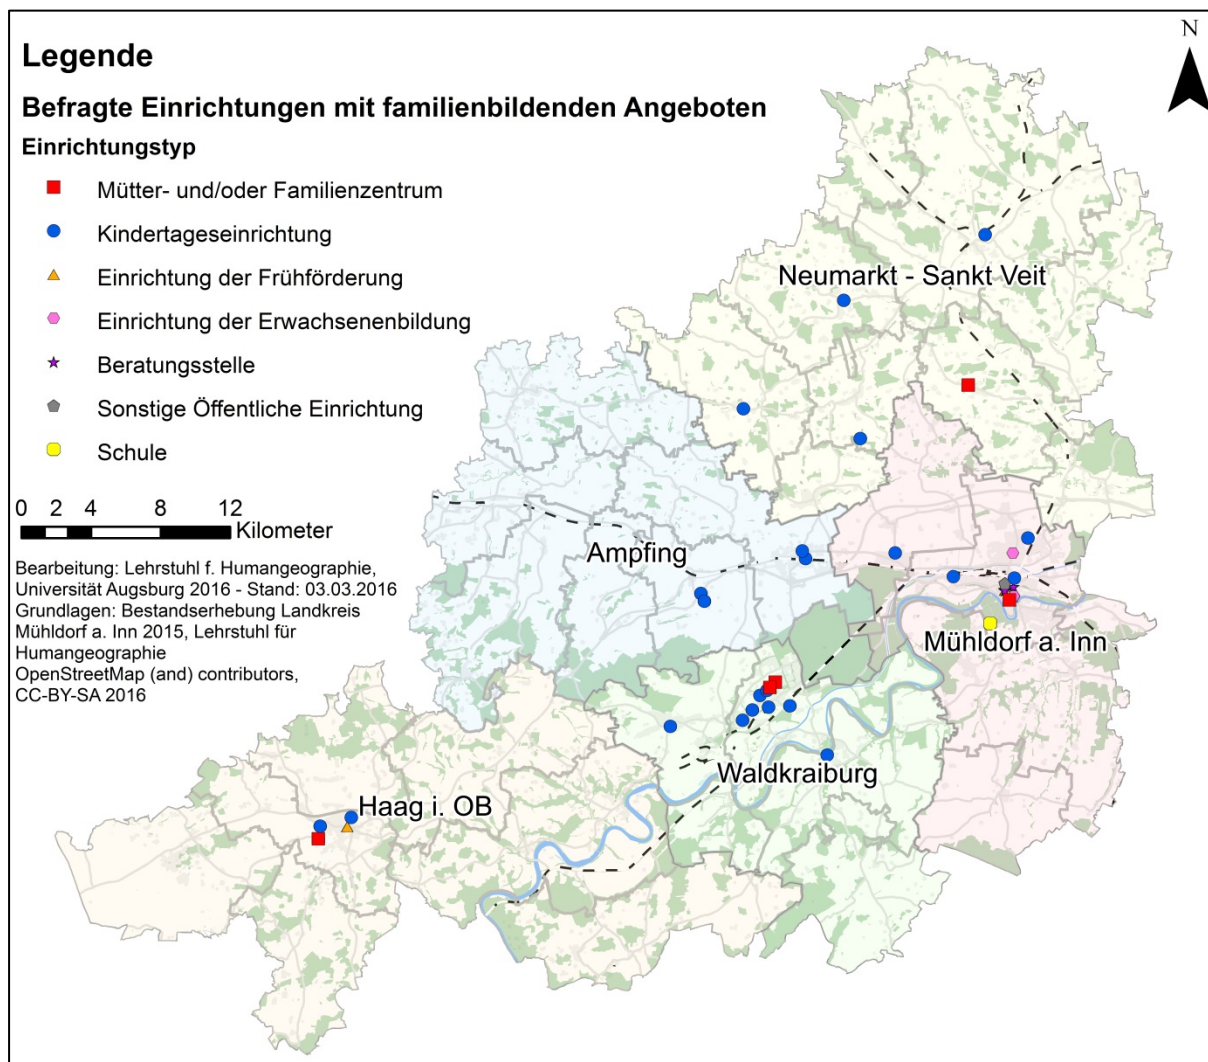 N
Legende
Befragte Einrichtungen mit familienbildenden Angeboten
Einrichtungstyp
Mütter- und/oder Familienzentrum
Kindertageseinrichtung
Einrichtung der Frühförderung
Einrichtung der Erwachsenenbildung
Beratungsstelle
Sonstige Öffentliche Einrichtung
Schule
0 2 4 8 12
Kilometer
Bearbeitung: Lehrstuhl f. Humangeographie,
Universität Augsburg 2016 - Stand: 03.03.2016
Grundlagen: Bestandserhebung Landkreis
Mühldorf a. Inn 2015, Lehrstuhl für
Humangeographie
OpenStreetMap (and) contributors,
CC-BY-SA 2016
Neumarkt - Sankt Veit
Ampfing
Mühldorf a. Inn
Waldkraiburg
Haag i. OB